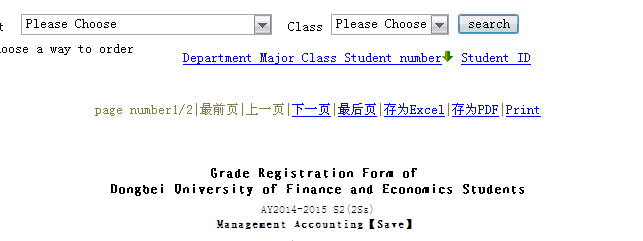 t Please Choose Class Please Choose search
oose a way to order
Department Major Class Student number Student ID
page number1/2|最前页|上一页|下一页|最后页|存为Excel|存为PDF|Print
Grade Registration Form of
Dongbei University of Finance and Economics Students
AY2014-2015 S2(2Ss)
Management Accounting【Save】